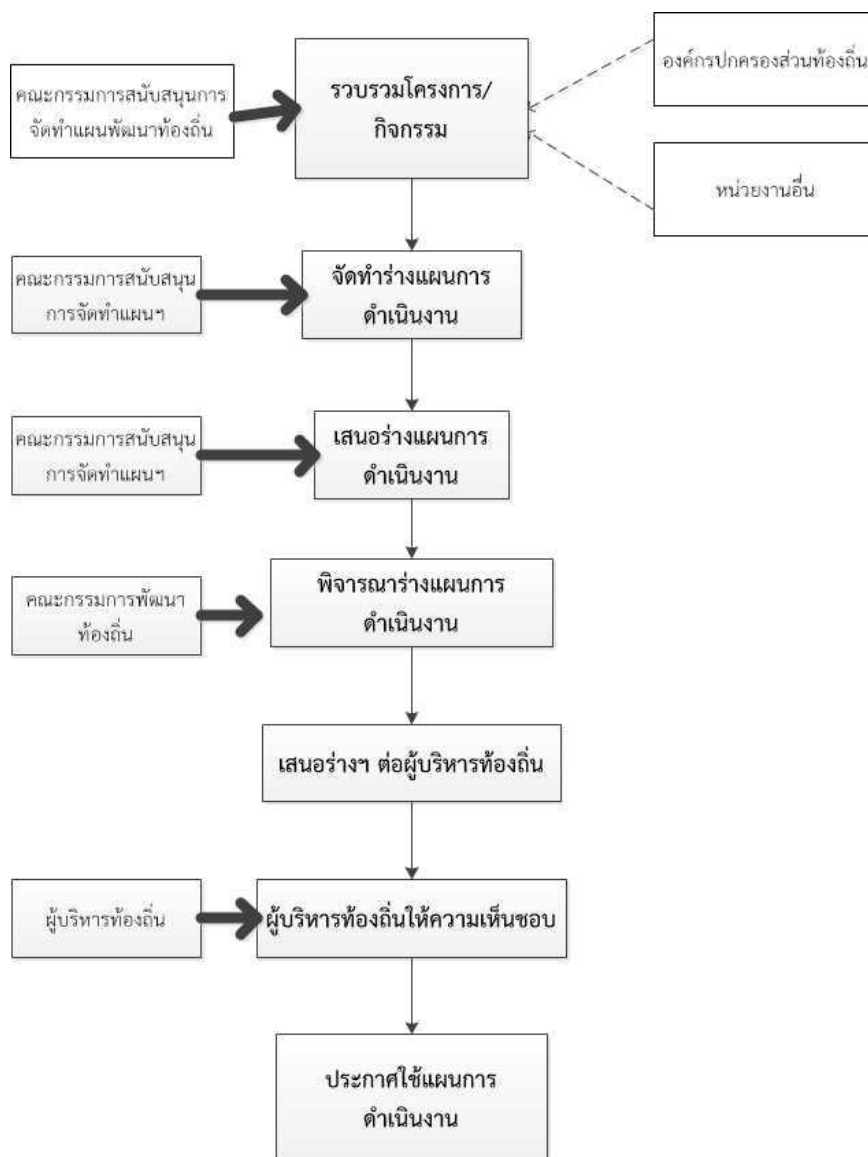 องค์กรปกครองส่วนท้องถิ่น
คณะกรรมการสนับสนุนการ
จัดทำแผนพัฒนาท้องถิ่น
รวบรวมโครงการ/
กิจกรรม
หน่วยงานอื่น
คณะกรรมการสนับสนุน
การจัดทำแผนฯ
จัดทำร่างแผนการ
ดำเนินงาน
คณะกรรมการสนับสนุน
การจัดทำแผนฯ
เสนอร่างแผนการ
ดำเนินงาน
คณะกรรมการพัฒนา
ท้องถิ่น
พิจารณาร่างแผนการ
ดำเนินงาน
เสนอร่างฯ ต่อผู้บริหารท้องถิ่น
ผู้บริหารท้องถิ่น
ผู้บริหารท้องถิ่นให้ความเห็นชอบ
ประกาศใช้แผนการ
ดำเนินงาน